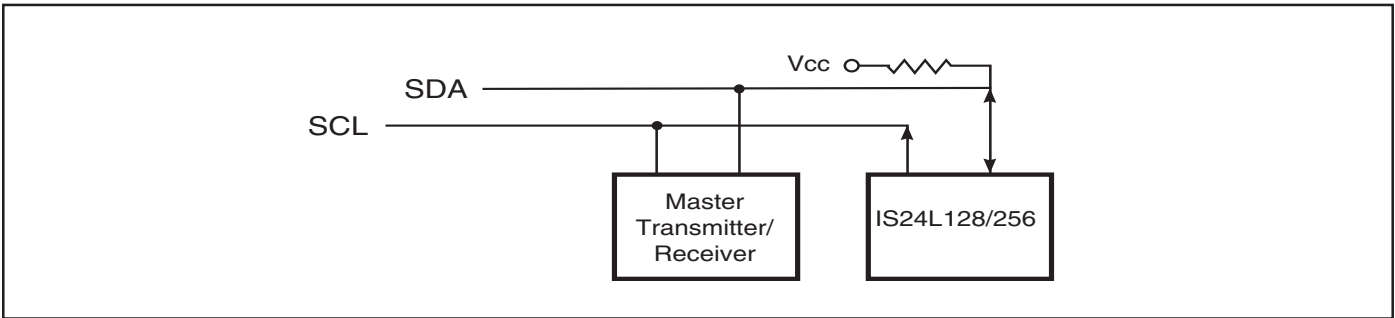 Vcc
SDA
SCL
Master
Transmitter/
Receiver
IS24L128/256